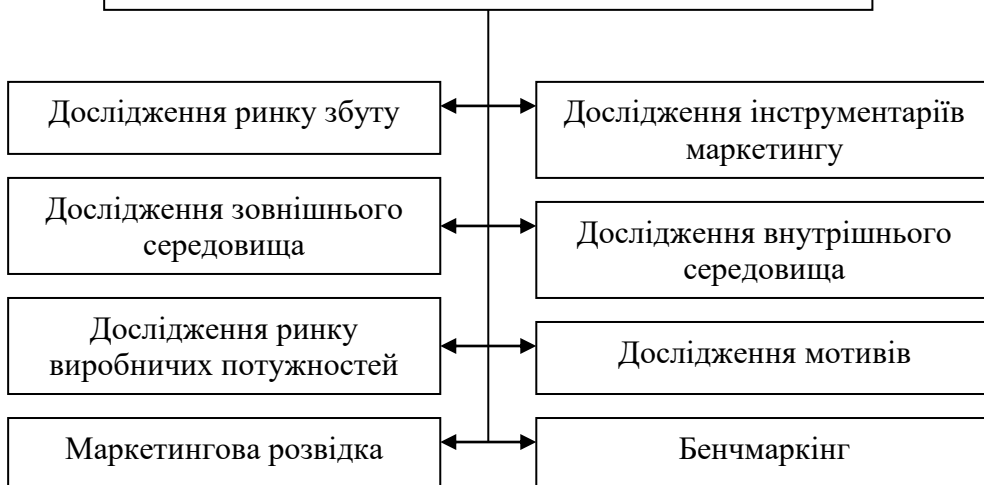 Дослідження ринку збуту
Дослідження інструментаріїв
маркетингу
Дослідження зовнішнього
середовища
Дослідження внутрішнього
середовища
Дослідження ринку
виробничих потужностей
Дослідження мотивів
Маркетингова розвідка
Бенчмаркінг